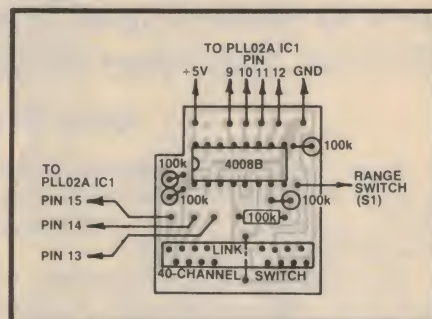 TO PLL02A IC1
PIN
+5V 9 10 11 12 GND
100k
100k
4008B
TO
PLL02A IC1
100k
100k
RANGE
SWITCH
(S1)
PIN 15
100k
PIN 14
PIN 13
LINK
40-CHANNEL SWITCH